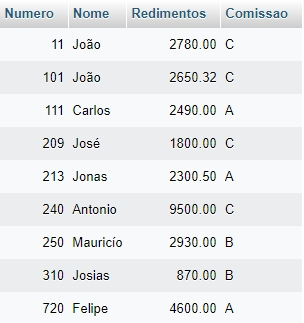 Numero Nome Redimentos Comissao
11 João 2780.00 C
101 João 2650.32 C
111 Carlos 2490.00 A
209 José 1800.00 C
213 Jonas 2300.50 A
240 Antonio 9500.00 C
250 Mauricío 2930.00 B
310 Josias 870.00 B
720 Felipe 4600.00 A